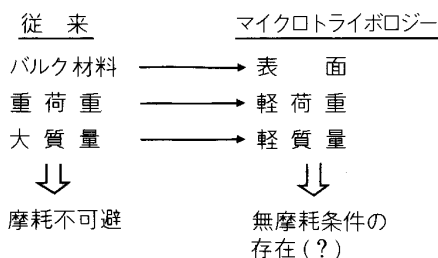 従来 マイクロトライボロジー
バルク材料 表面
重荷重 軽荷重
大質量 軽質量
摩耗不可避 無摩耗条件の
存在(?)